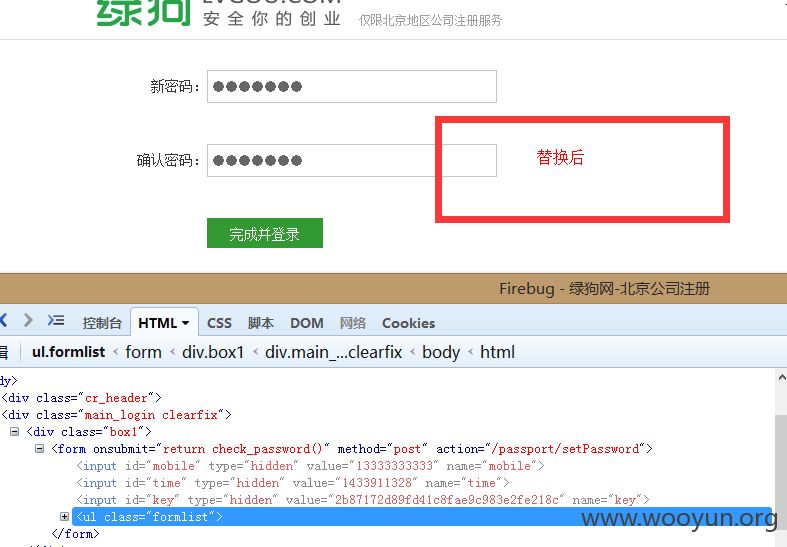 绿狗 LVGOU.COM
安全你的创业 仅限北京地区公司注册服务
新密码： ●●●●●●●
确认密码： ●●●●●●●
替换后
完成并登录
Firebug - 绿狗网-北京公司注册
控制台 HTML CSS 脚本 DOM 网络 Cookies
辑 ul.formlist < form < div.box1 < div.main_...clearfix < body < html
dy>
<div class="cr_header">
<div class="main_login clearfix">
<div class="box1">
<form onsubmit="return check_password()" method="post" action="/passport/setPassword">
<input id="mobile" type="hidden" value="13333333333" name="mobile">
<input id="time" type="hidden" value="1433911328" name="time">
<input id="key" type="hidden" value="2b87172d89fd41c8fae9c983e2fe218c" name="key">
<ul class="formlist">
www.wooyun.org
</form>